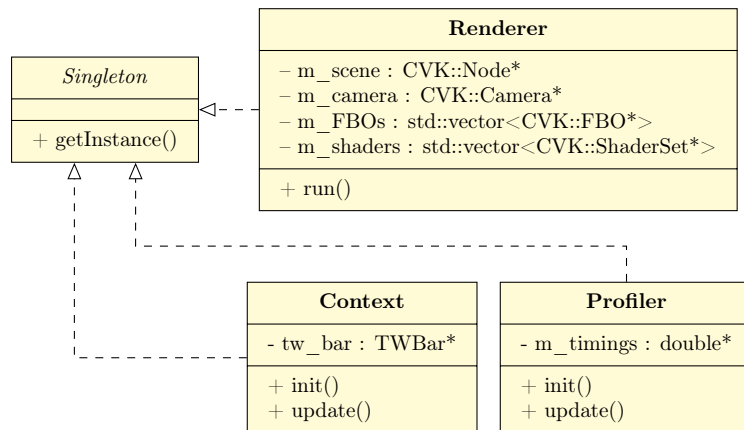 Singleton
+ getInstance()
Renderer
– m_scene : CVK::Node*
– m_camera : CVK::Camera*
– m_FBOs : std::vector<CVK::FBO*>
– m_shaders : std::vector<CVK::ShaderSet*>
+ run()
Context
- tw_bar : TWBar*
+ init()
+ update()
Profiler
- m_timings : double*
+ init()
+ update()